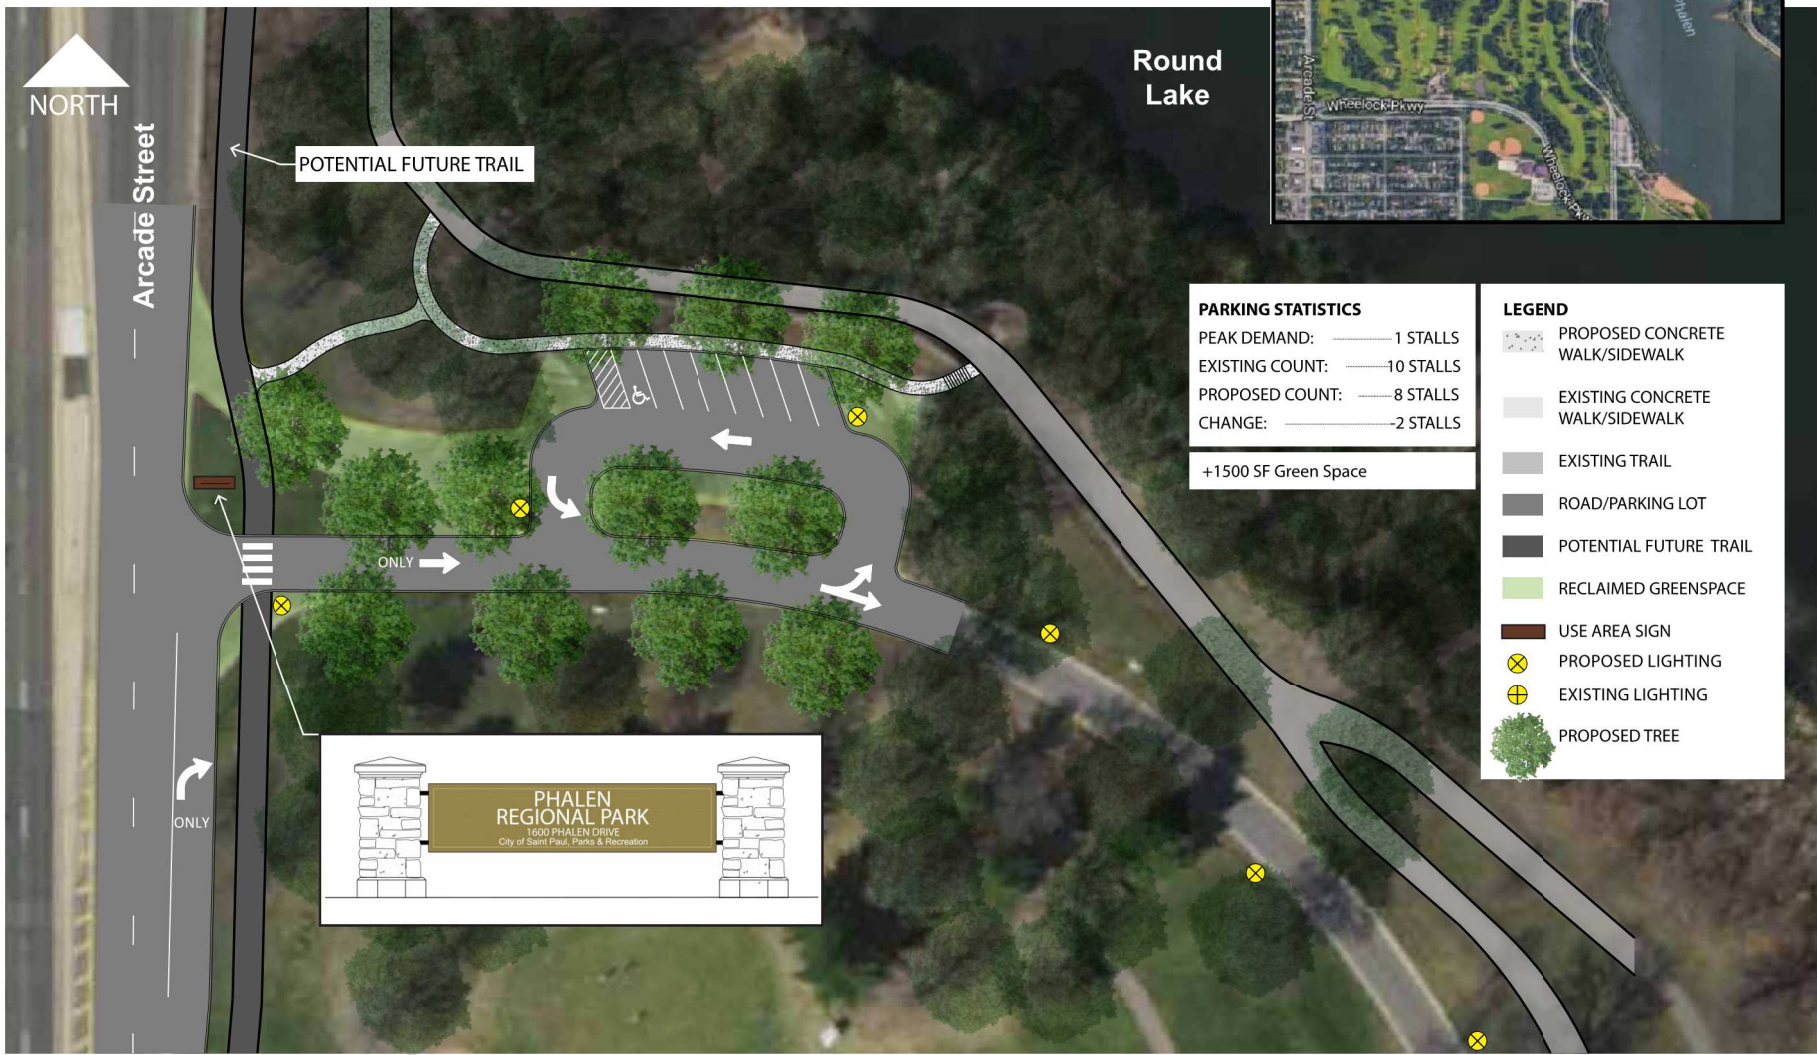 NORTH
Arcade Street
POTENTIAL FUTURE TRAIL
Round
Lake
Phalen
Arcade St
Wheelock Pkwy
Wheelock Pkwy
PARKING STATISTICS
PEAK DEMAND: 1 STALLS
EXISTING COUNT: 10 STALLS
PROPOSED COUNT: 8 STALLS
CHANGE: -2 STALLS
+1500 SF Green Space
LEGEND
PROPOSED CONCRETE
WALK/SIDEWALK
EXISTING CONCRETE
WALK/SIDEWALK
EXISTING TRAIL
ROAD/PARKING LOT
POTENTIAL FUTURE TRAIL
RECLAIMED GREENSPACE
USE AREA SIGN
PROPOSED LIGHTING
EXISTING LIGHTING
PROPOSED TREE
ONLY
ONLY
PHALEN
REGIONAL PARK
1600 PHALEN DRIVE
City of Saint Paul, Parks & Recreation